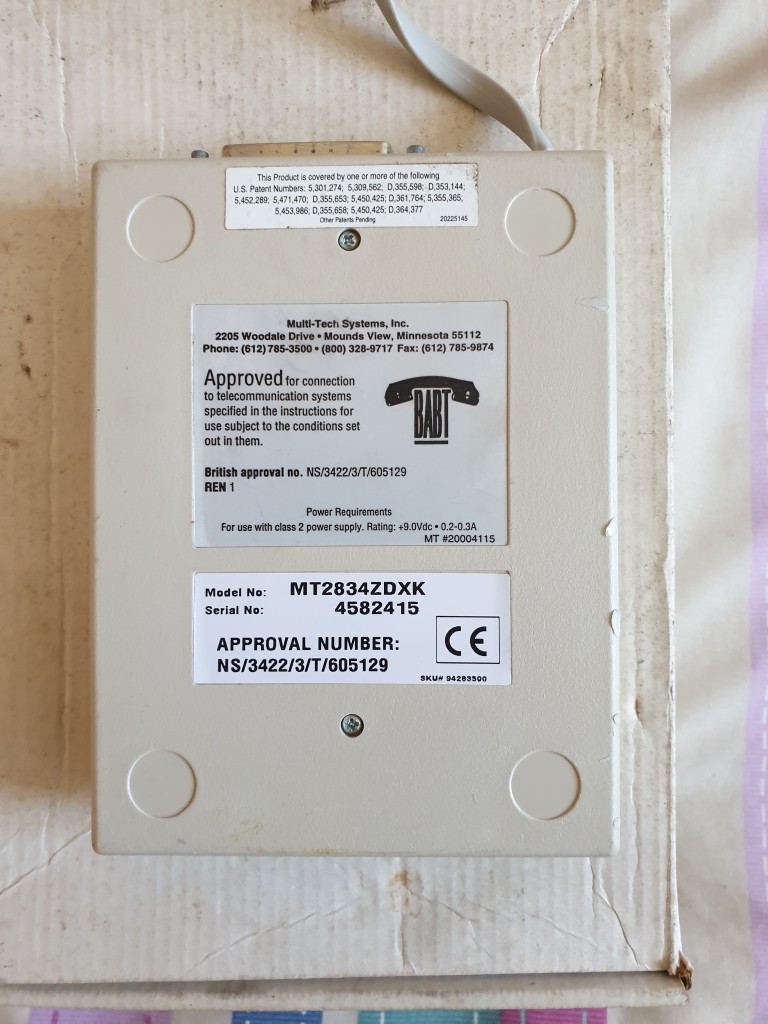 This Product is covered by one or more of the following
U.S. Patent Numbers: 5,301,274; 5,309,562; D,355,598; D,353,144;
5,452,289; 5,471,470; D,355,653; 5,450,425; D,361,764; 5,355,365;
5,453,986; D,355,658; 5,450,425; D,364,377
Other Patents Pending 20225145
Multi-Tech Systems, Inc.
2205 Woodale Drive • Mounds View, Minnesota 55112
Phone: (612) 785-3500 • (800) 328-9717 Fax: (612) 785-9874
Approved for connection
to telecommunication systems
specified in the instructions for
use subject to the conditions set
out in them.
BABT
British approval no. NS/3422/3/T/605129
REN 1
Power Requirements
For use with class 2 power supply. Rating: +9.0Vdc • 0.2-0.3A
MT #20004115
Model No: MT2834ZDXK
Serial No: 4582415
APPROVAL NUMBER:
NS/3422/3/T/605129
CE
SKU# 94283500